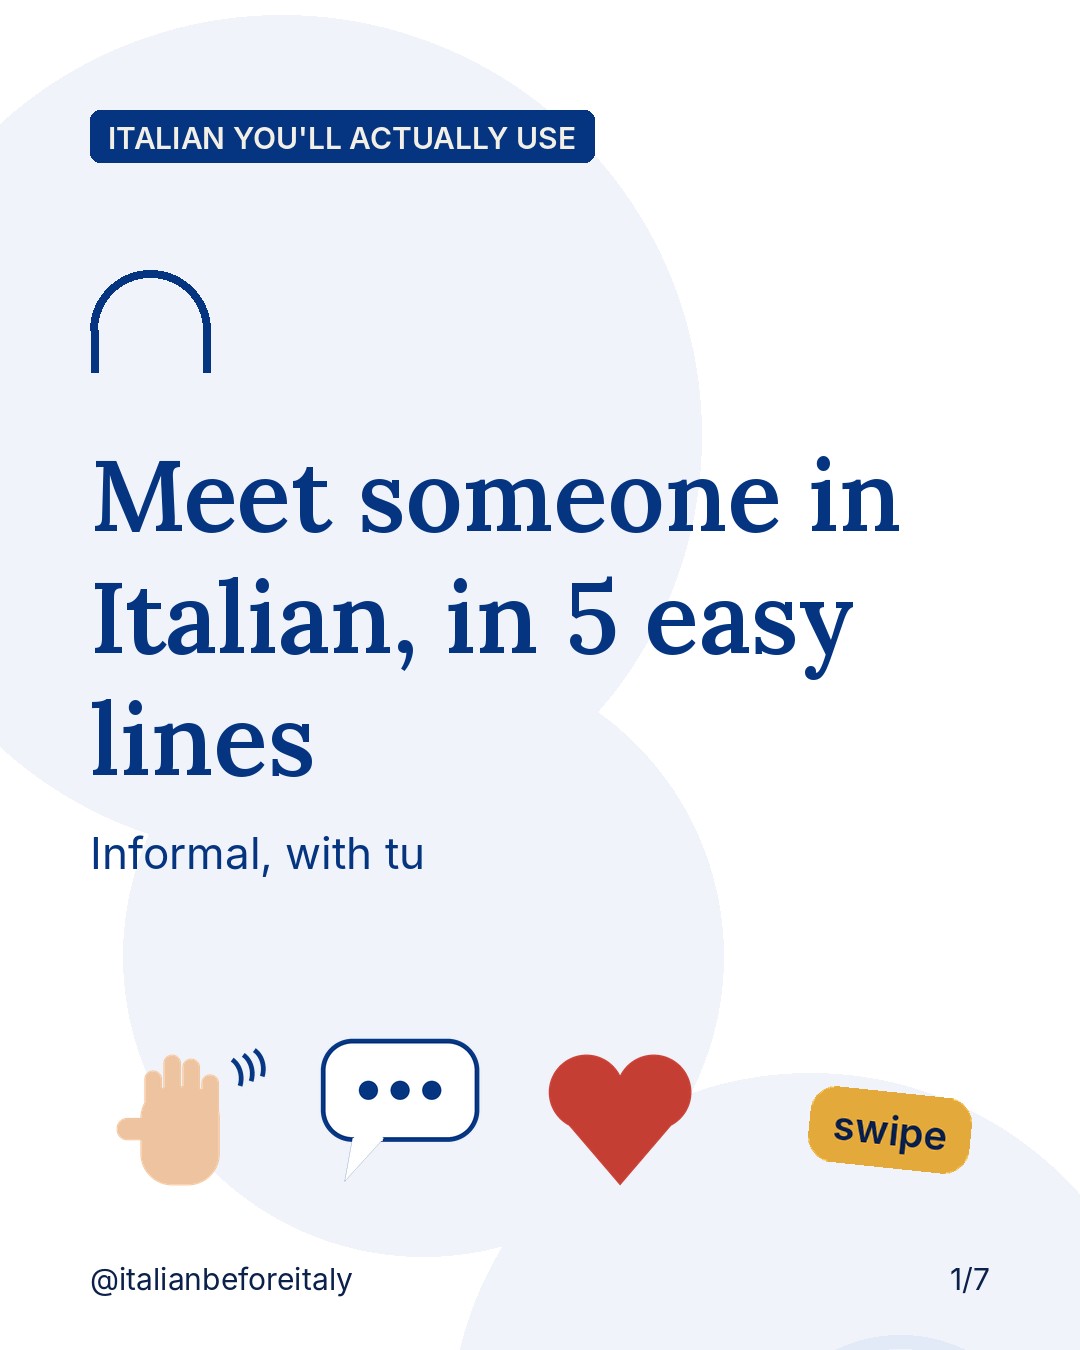 ITALIAN YOU'LL ACTUALLY USE
Meet someone in
Italian, in 5 easy
lines
Informal, with tu
swipe
@italianbeforeitaly
1/7